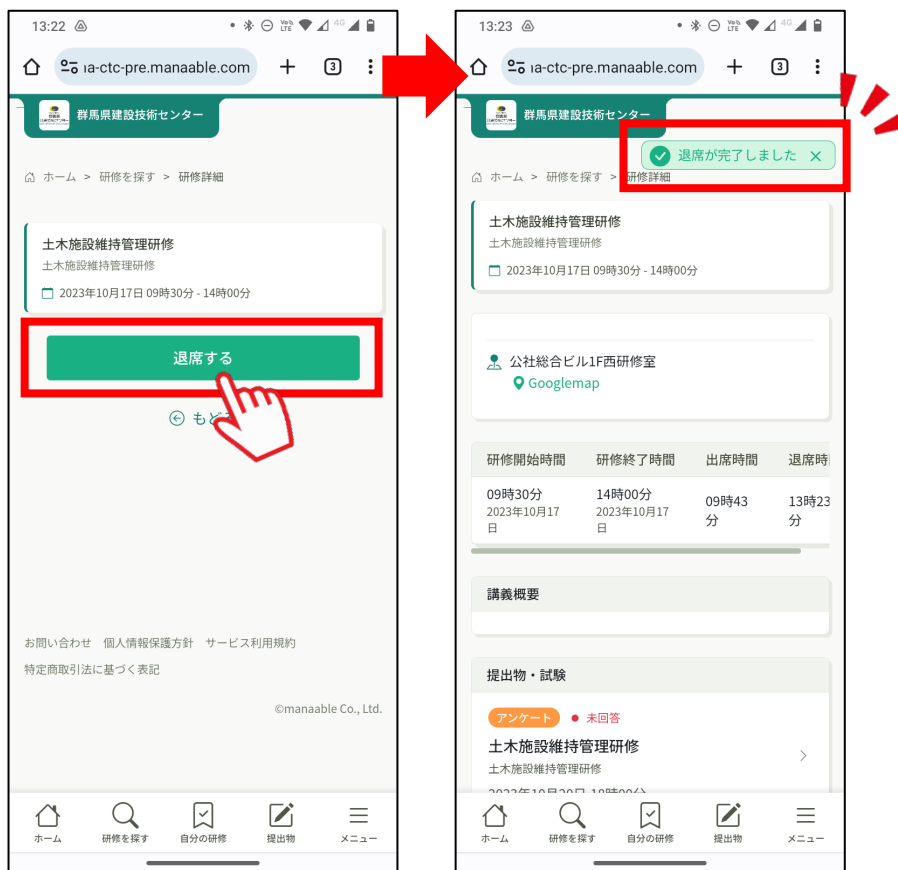 13:22
4G
ıa-ctc-pre.manaable.com
3
群馬県建設技術センター
ホーム > 研修を探す > 研修詳細
土木施設維持管理研修
土木施設維持管理研修
2023年10月17日 09時30分 - 14時00分
退席する
お問い合わせ 個人情報保護方針 サービス利用規約
特定商取引法に基づく表記
©manaable Co., Ltd.
ホーム 研修を探す 自分の研修 提出物 メニュー
13:23
4G
ıa-ctc-pre.manaable.com
3
群馬県建設技術センター
退席が完了しました
ホーム > 研修を探す > 研修詳細
土木施設維持管理研修
土木施設維持管理研修
2023年10月17日 09時30分 - 14時00分
公社総合ビル1F西研修室
Googlemap
研修開始時間 研修終了時間 出席時間 退席時
09時30分 14時00分 09時43 13時23
2023年10月17 2023年10月17 分 分
日 日
講義概要
提出物・試験
アンケート ● 未回答
土木施設維持管理研修
土木施設維持管理研修
ホーム 研修を探す 自分の研修 提出物 メニュー